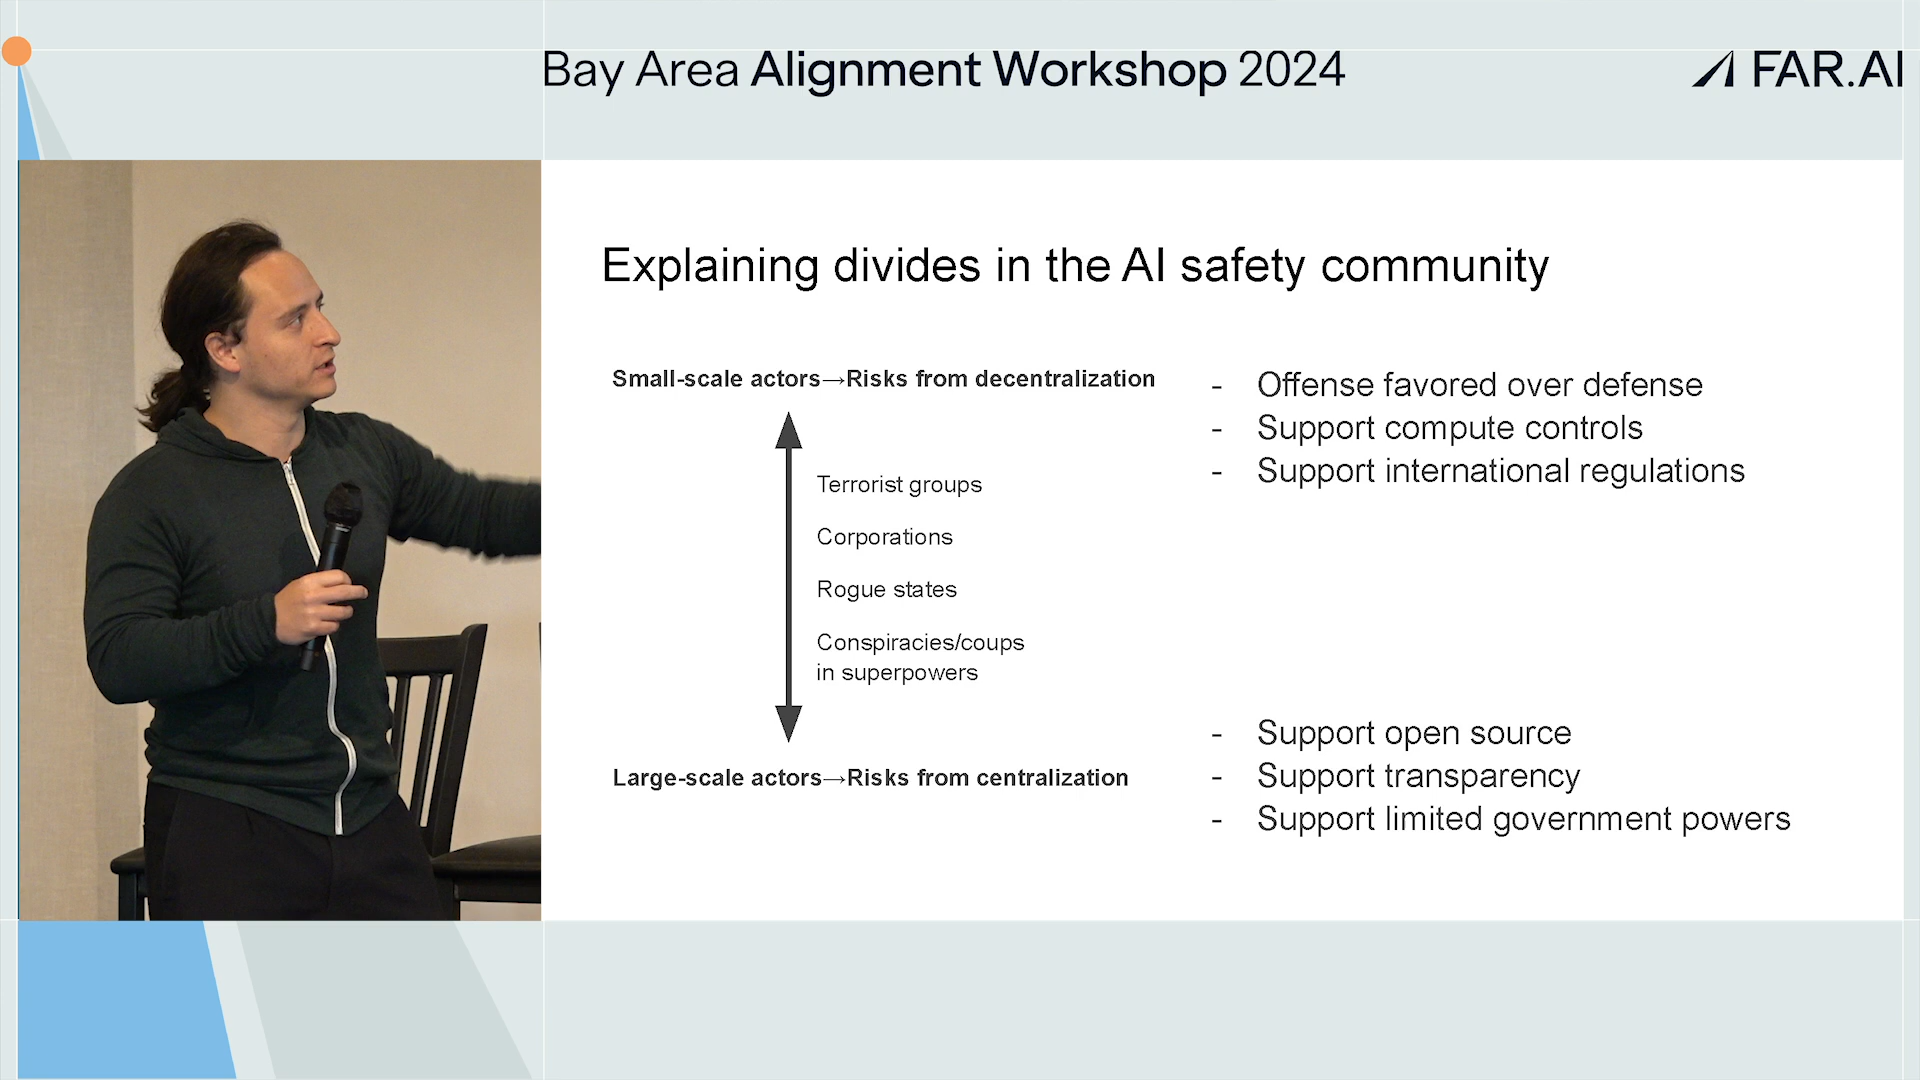 Bay Area Alignment Workshop 2024
FAR.AI
Explaining divides in the AI safety community
Small-scale actors→Risks from decentralization
Terrorist groups
Corporations
Rogue states
Conspiracies/coups
in superpowers
Large-scale actors→Risks from centralization
- Offense favored over defense
- Support compute controls
- Support international regulations
- Support open source
- Support transparency
- Support limited government powers